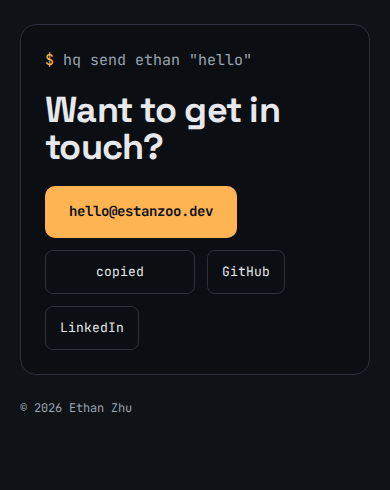 $ hq send ethan "hello"
Want to get in
touch?
hello@estanzoo.dev
copied
GitHub
LinkedIn
© 2026 Ethan Zhu